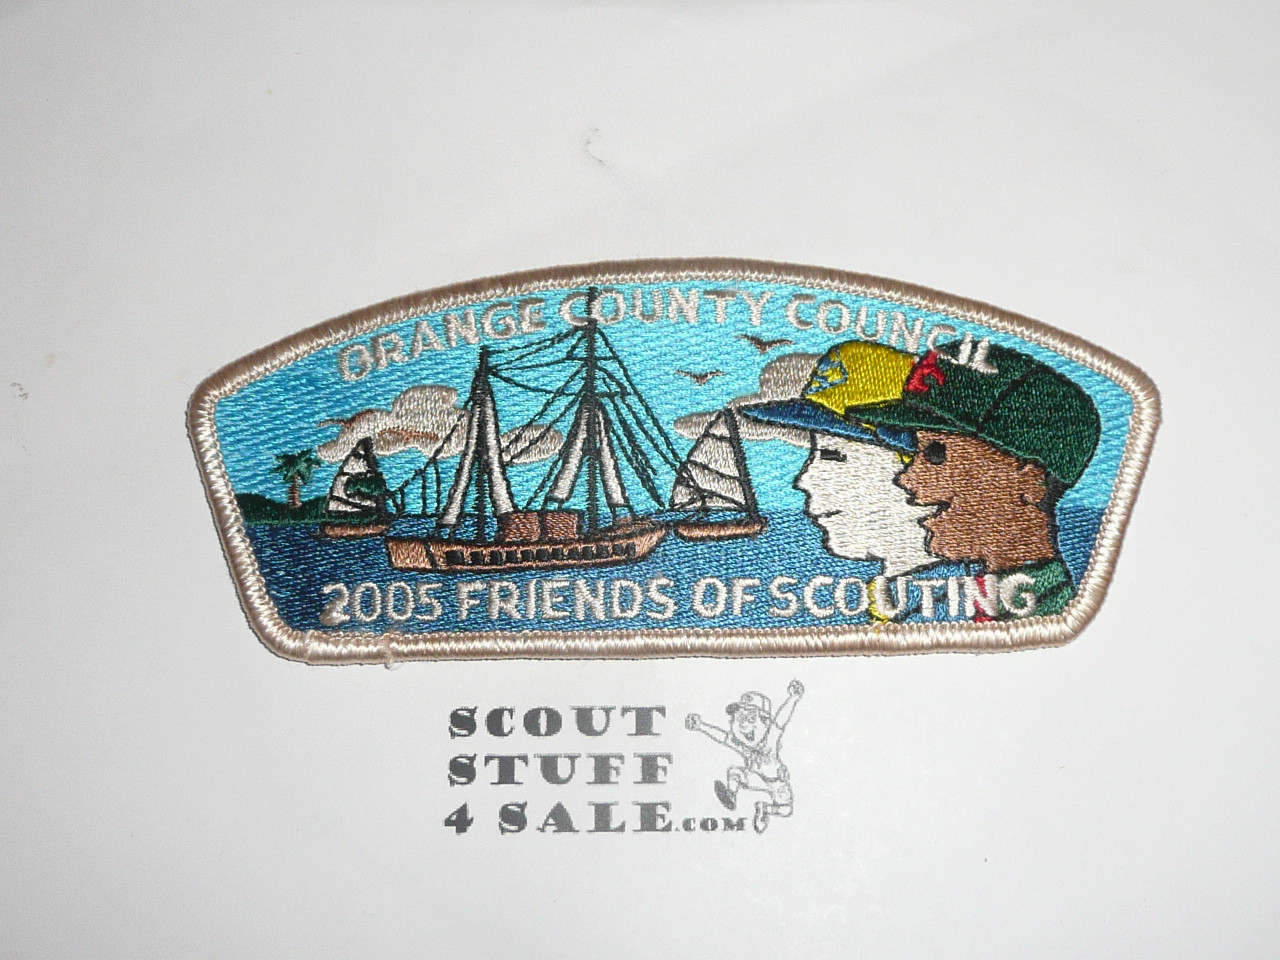 ORANGE COUNTY COUNCIL
2005 FRIENDS OF SCOUTING
SCOUT
STUFF
4 SALE.COM